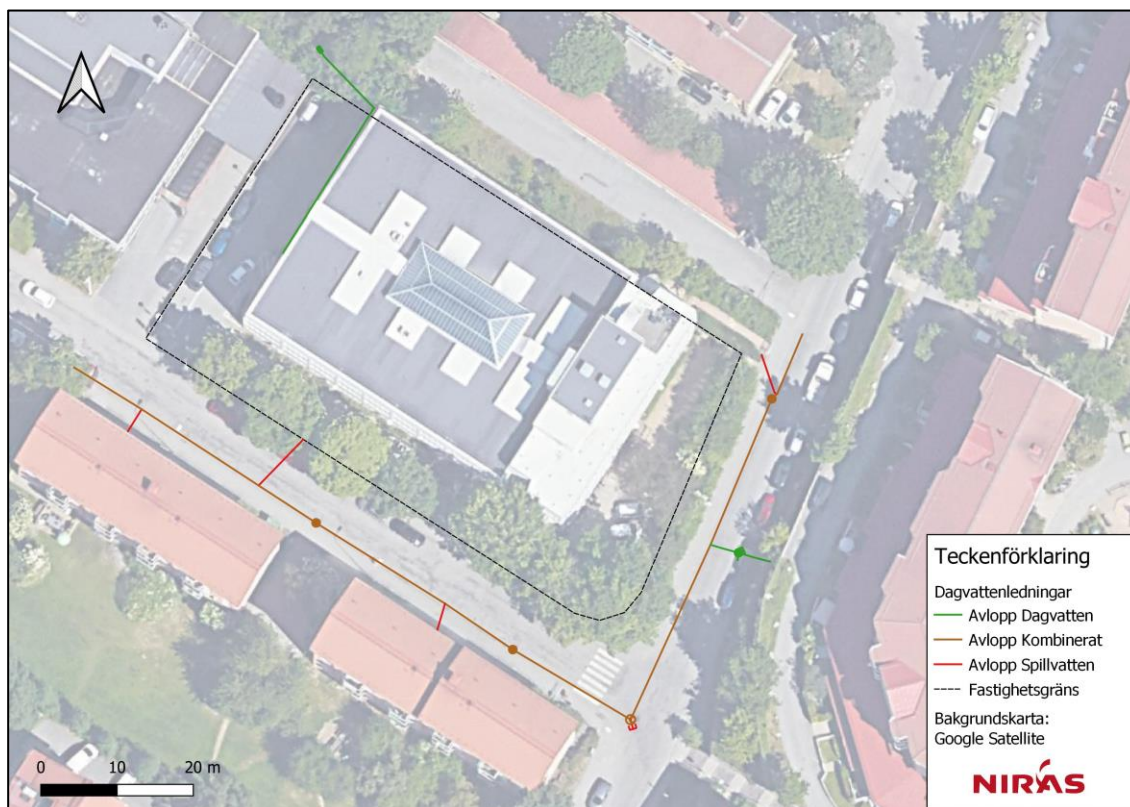 Teckenförklaring
Dagvattenledningar
Avlopp Dagvatten
Avlopp Kombinerat
Avlopp Spillvatten
Fastighetsgräns
Bakgrundskarta:
Google Satellite
NIRAS
0 10 20 m